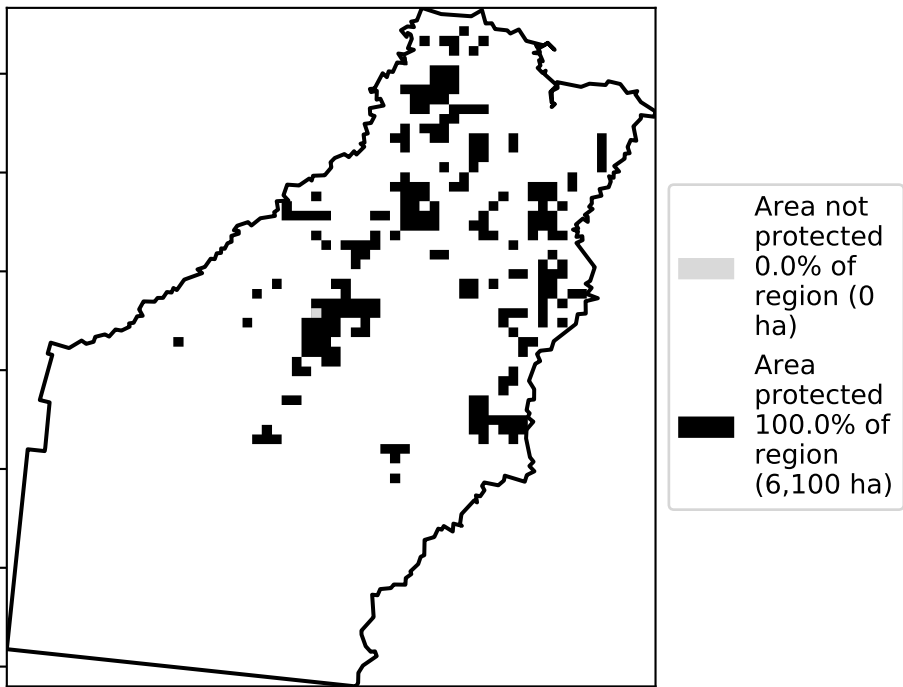 Area not
protected
0.0% of
region (0
ha)
Area
protected
100.0% of
region
(6,100 ha)